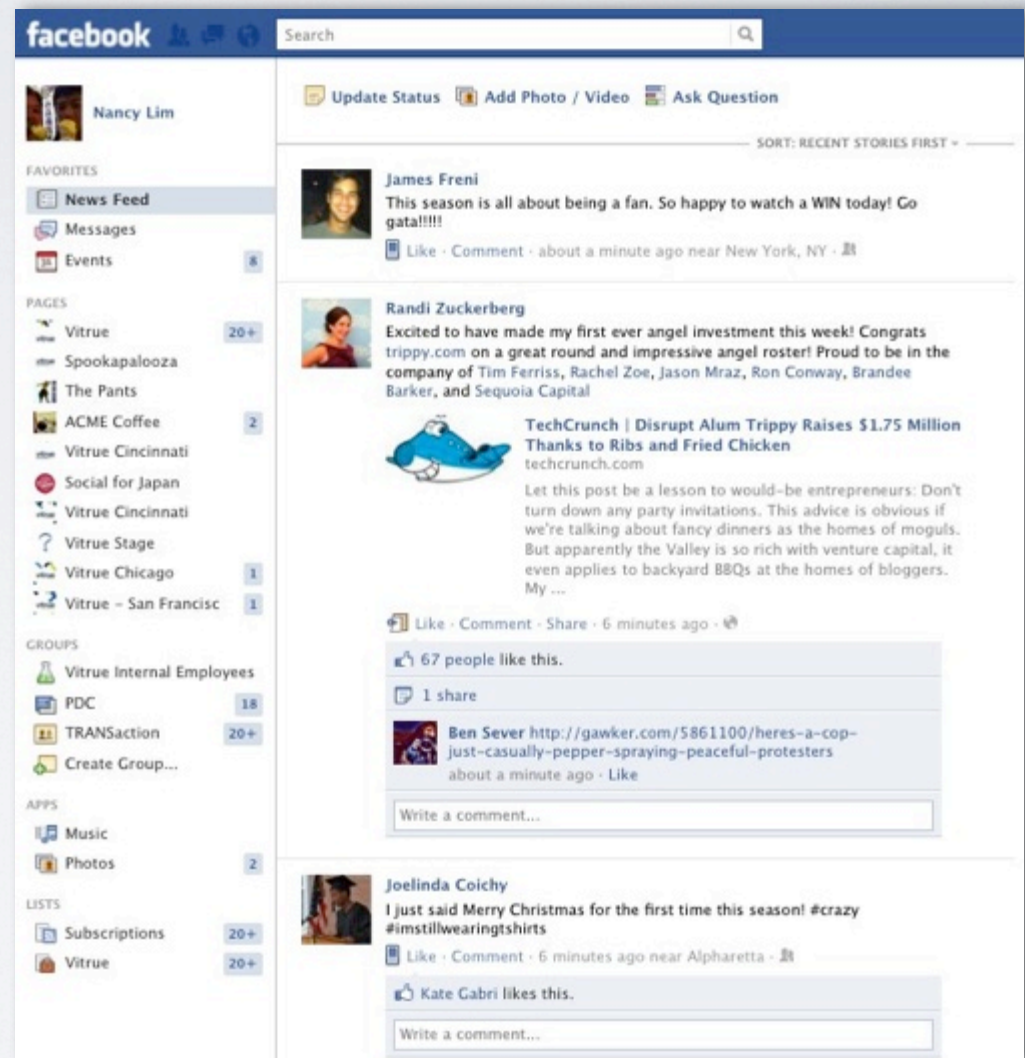 facebook
Search
Nancy Lim
FAVORITES
News Feed
Messages
Events 8
PAGES
Vitrue 20+
Spookapalooza
The Pants
ACME Coffee 2
Vitrue Cincinnati
Social for Japan
Vitrue Cincinnati
Vitrue Stage
Vitrue Chicago 1
Vitrue - San Francisc 1
GROUPS
Vitrue Internal Employees
PDC 18
TRANSaction 20+
Create Group...
APPS
Music
Photos 2
LISTS
Subscriptions 20+
Vitrue 20+
Update Status Add Photo / Video Ask Question
SORT: RECENT STORIES FIRST
James Freni
This season is all about being a fan. So happy to watch a WIN today! Go
gata!!!!!
Like · Comment · about a minute ago near New York, NY ·
Randi Zuckerberg
Excited to have made my first ever angel investment this week! Congrats
trippy.com on a great round and impressive angel roster! Proud to be in the
company of Tim Ferriss, Rachel Zoe, Jason Mraz, Ron Conway, Brandee
Barker, and Sequoia Capital
TechCrunch | Disrupt Alum Trippy Raises $1.75 Million
Thanks to Ribs and Fried Chicken
techcrunch.com
Let this post be a lesson to would-be entrepreneurs: Don't
turn down any party invitations. This advice is obvious if
we're talking about fancy dinners as the homes of moguls.
But apparently the Valley is so rich with venture capital, it
even applies to backyard BBQs at the homes of bloggers.
My ...
Like · Comment · Share · 6 minutes ago ·
67 people like this.
1 share
Ben Sever http://gawker.com/5861100/heres-a-cop-
just-casually-pepper-spraying-peaceful-protesters
about a minute ago · Like
Write a comment...
Joelinda Coichy
I just said Merry Christmas for the first time this season! #crazy
#imstillwearingtshirts
Like · Comment · 6 minutes ago near Alpharetta ·
Kate Gabri likes this.
Write a comment...